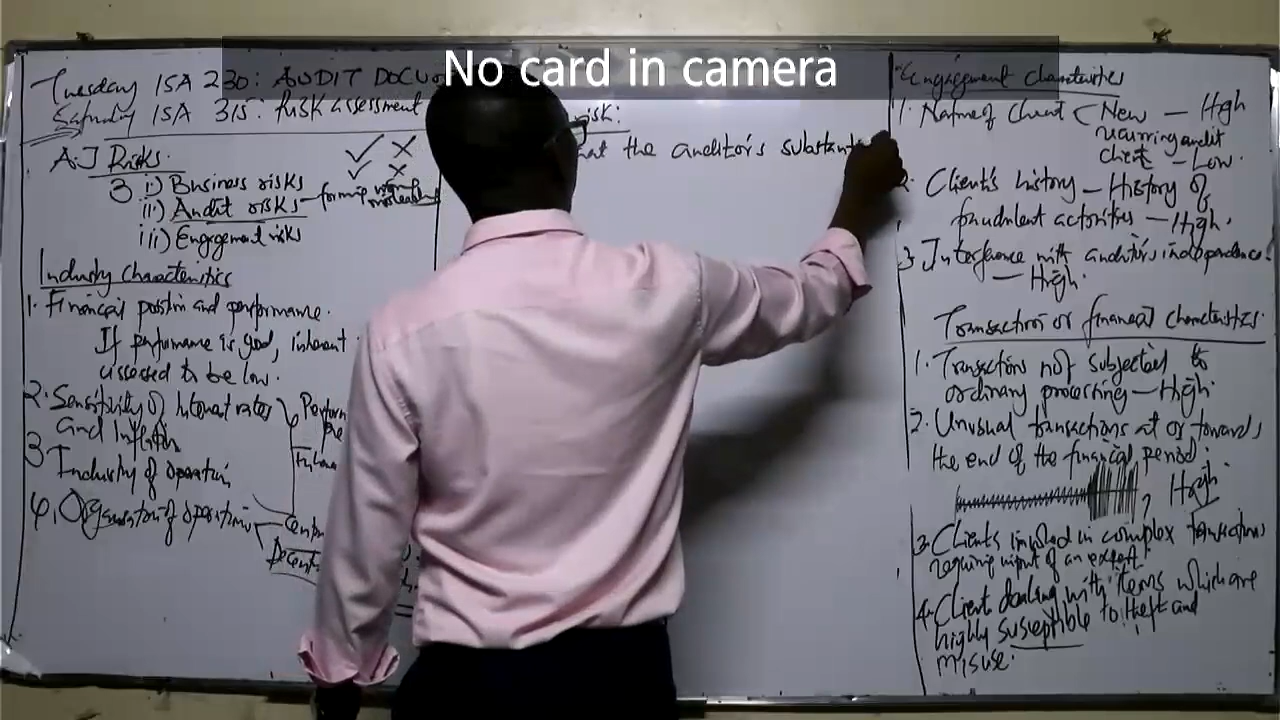 No card in camera
Tuesday ISA 230: AUDIT DOCU
Saturday ISA 315: RISK Assessment
A.] Risks.
3 i) Business risks
ii) Audit risks — forming
iii) Engagement risks
Industry characteristics
1. Financial position and performance.
If performance is good, inherent
assessed to be low.
2. Sensitivity of Interest rates
and Inflation
3 Industry of operation
4. Organisation of operations
Perform
Decent
risk:
hat the auditor's substant
Engagement characteristics
1. Nature of Client < New — High
recurring audit
client — Low.
2. Client's history — History of
fraudulent activities — High.
3. Interference with auditor's independence.
— High.
Transaction or financial characteristics.
1. Transactions not subjected to
ordinary processing — High.
2. Unusual transactions at or towards
the end of the financial period.
High
3. Clients involved in complex transactions
requiring input of an expert.
4. Client dealing with items which are
highly susceptible to theft and
misuse.